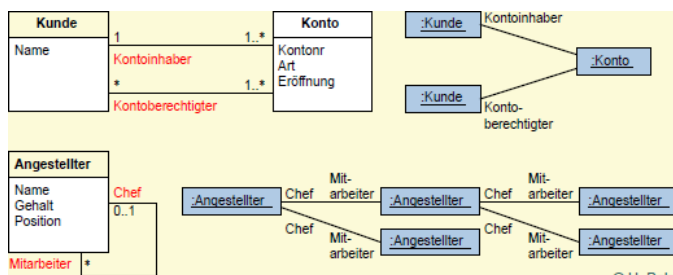 Kunde
Name
1
1..*
Kontoinhaber
*
1..*
Kontoberechtigter
Konto
Kontonr
Art
Eröffnung
:Kunde
Kontoinhaber
:Konto
:Kunde
Konto-
berechtigter
Angestellter
Name
Gehalt
Position
Chef
0..1
Mitarbeiter
*
:Angestellter
Chef
Mit-
arbeiter
:Angestellter
Chef
Mit-
arbeiter
:Angestellter
Chef
Mit-
arbeiter
:Angestellter
Chef
Mit-
arbeiter
:Angestellter